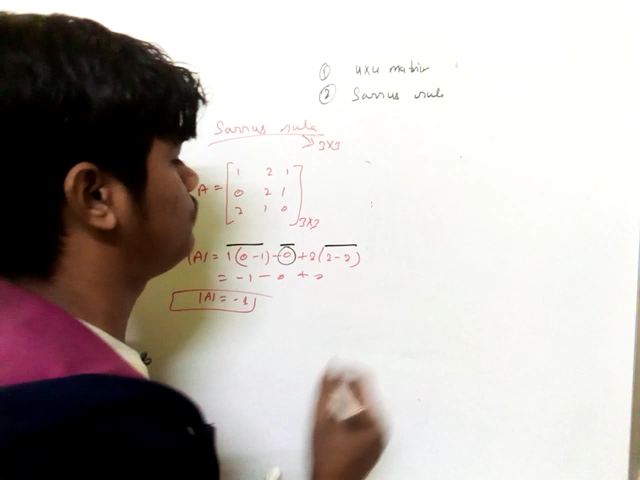 ① 4x4 matrix
② Sarrus rule
Sarrus rule
3x3
A = [1 2 1
0 2 1
2 1 0] 3x3
|A| = 1(0-1) - 0 + 2(2-2)
= -1 - 0 + 0
|A| = -1